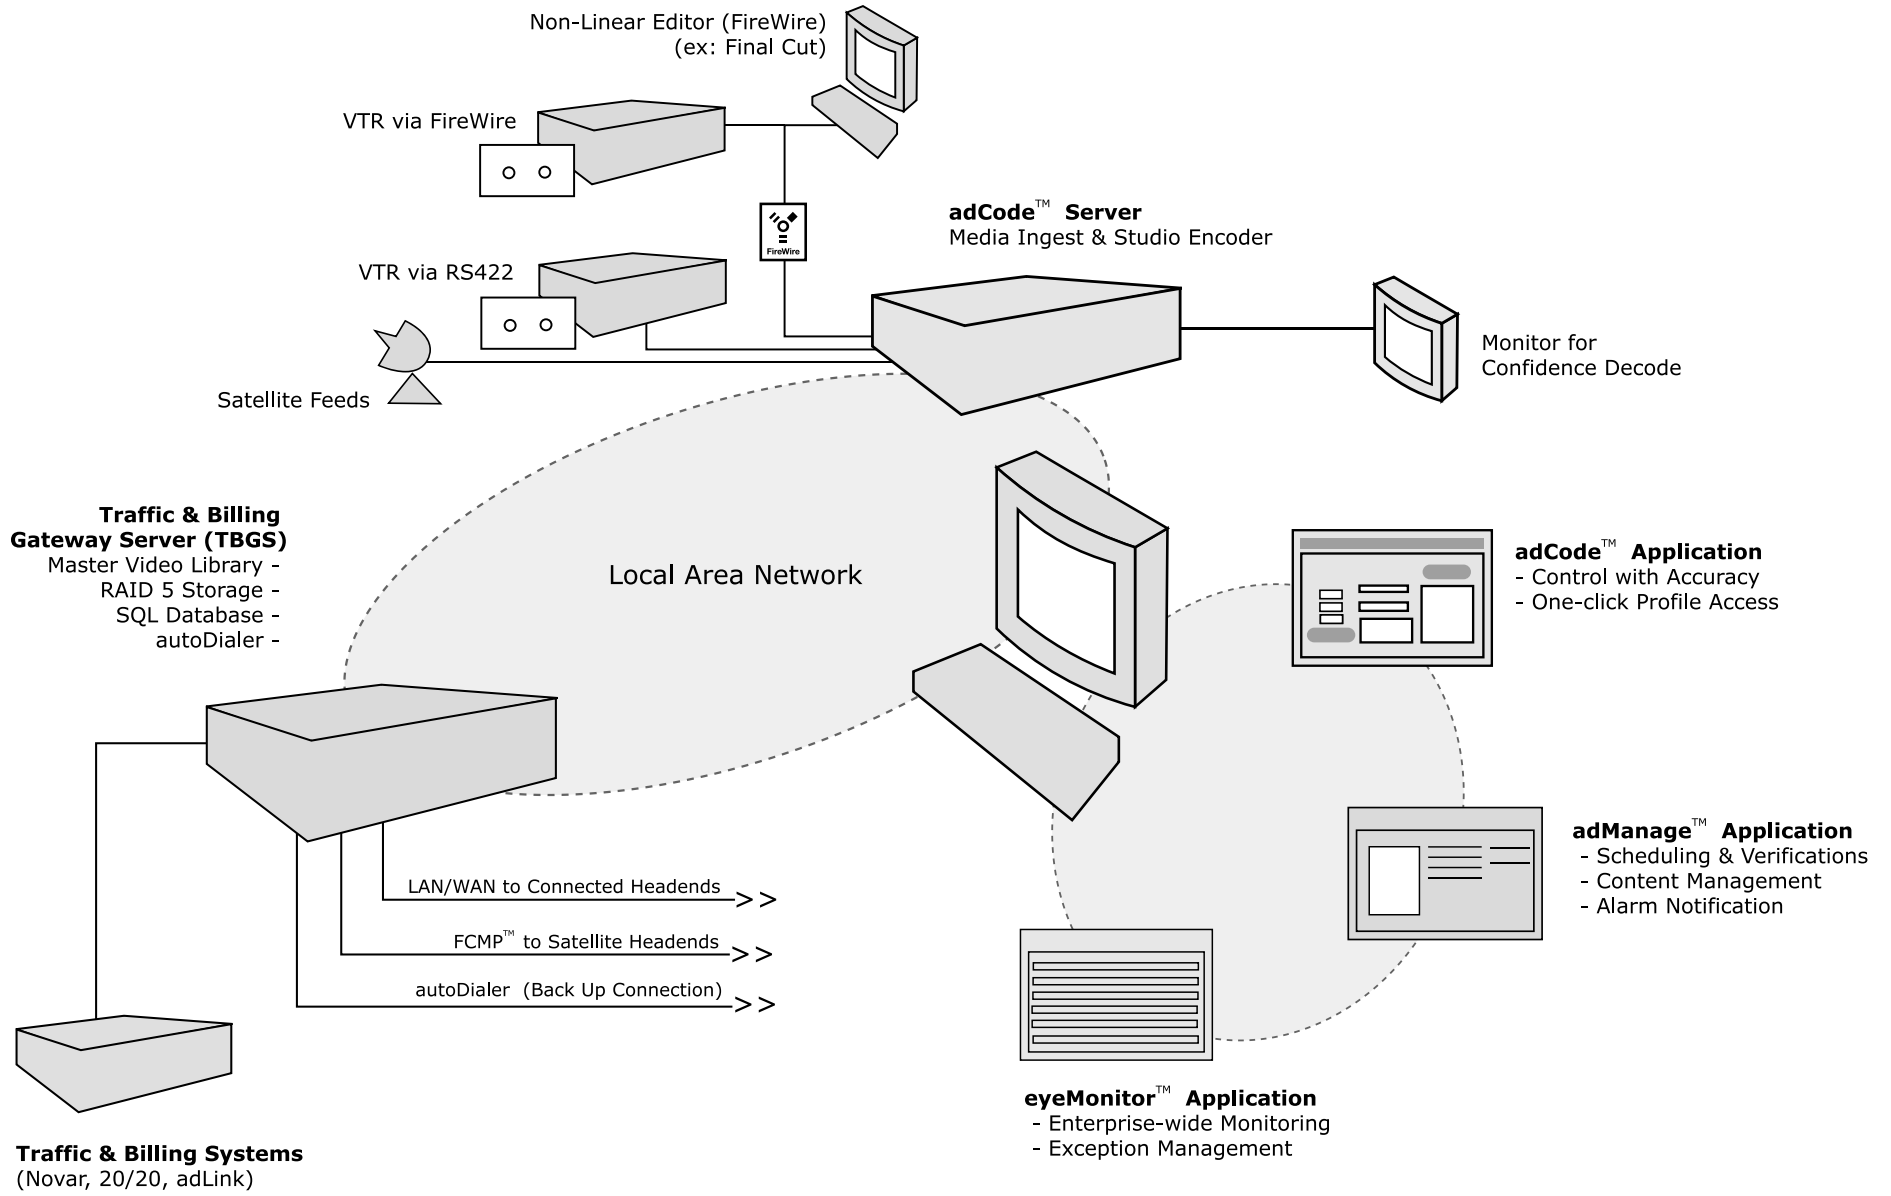 Non-Linear Editor (FireWire)
(ex: Final Cut)
VTR via FireWire
FireWire
adCode™ Server
Media Ingest & Studio Encoder
VTR via RS422
Monitor for
Confidence Decode
Satellite Feeds
Traffic & Billing
Gateway Server (TBGS)
Master Video Library -
RAID 5 Storage -
SQL Database -
autoDialer -
Local Area Network
adCode™ Application
- Control with Accuracy
- One-click Profile Access
adManage™ Application
- Scheduling & Verifications
- Content Management
- Alarm Notification
LAN/WAN to Connected Headends >>
FCMP™ to Satellite Headends >>
autoDialer (Back Up Connection) >>
eyeMonitor™ Application
- Enterprise-wide Monitoring
- Exception Management
Traffic & Billing Systems
(Novar, 20/20, adLink)